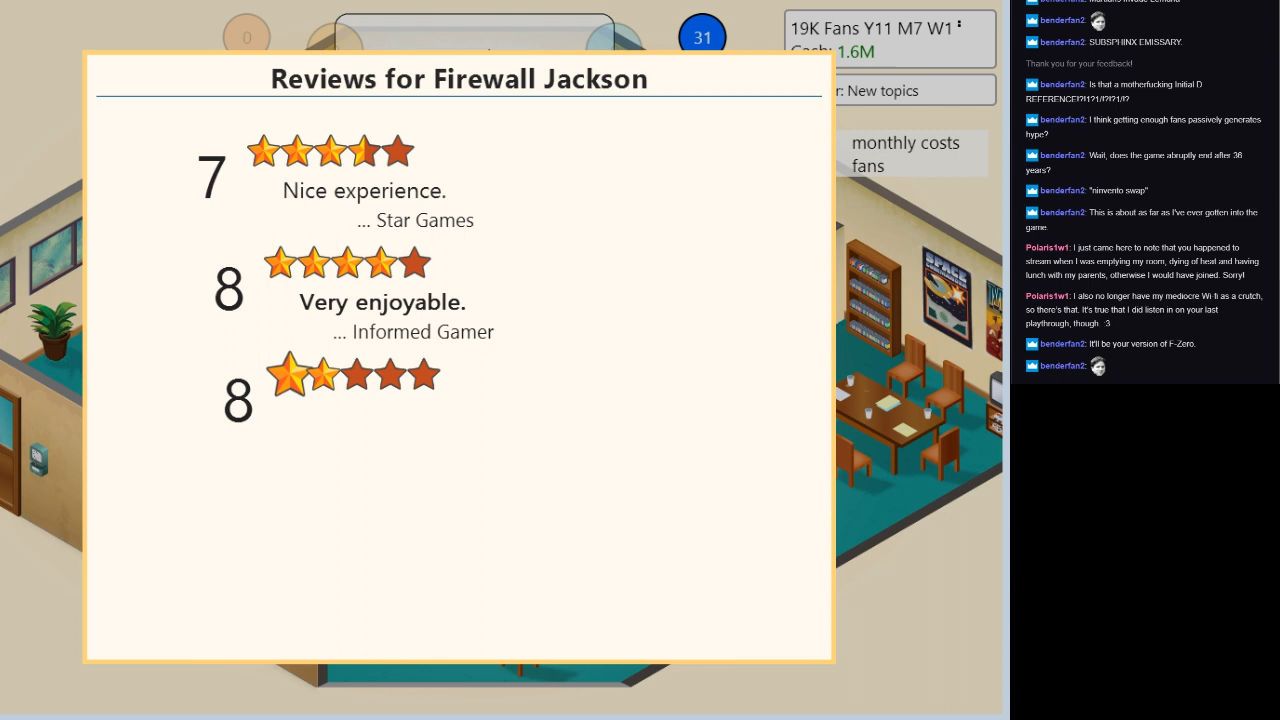 0
31
19K Fans Y11 M7 W1
Cash: 1.6M
r: New topics
monthly costs
fans
Reviews for Firewall Jackson
7
Nice experience.
... Star Games
8
Very enjoyable.
... Informed Gamer
8
SPACE
benderfan2:
benderfan2: SUBSPHINX EMISSARY.
Thank you for your feedback!
benderfan2: Is that a motherfucking Initial D
REFERENCE!?!1?1/!?!?1/!?
benderfan2: I think getting enough fans passively generates
hype?
benderfan2: Wait, does the game abruptly end after 36
years?
benderfan2: "ninvento swap"
benderfan2: This is about as far as I've ever gotten into the
game.
Polaris1w1: I just came here to note that you happened to
stream when I was emptying my room, dying of heat and having
lunch with my parents, otherwise I would have joined. Sorry!
Polaris1w1: I also no longer have my mediocre Wi-fi as a crutch,
so there's that. It's true that I did listen in on your last
playthrough, though :3
benderfan2: It'll be your version of F-Zero.
benderfan2: